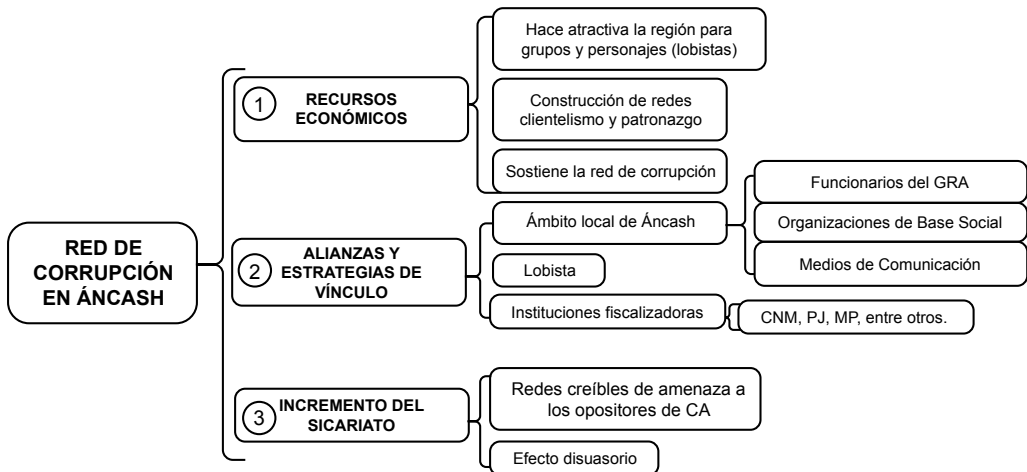 RED DE
CORRUPCIÓN
EN ÁNCASH
1
RECURSOS
ECONÓMICOS
Hace atractiva la región para
grupos y personajes (lobistas)
Construcción de redes
clientelismo y patronazgo
Sostiene la red de corrupción
2
ALIANZAS Y
ESTRATEGIAS DE
VÍNCULO
Ámbito local de Áncash
Funcionarios del GRA
Organizaciones de Base Social
Medios de Comunicación
Lobista
Instituciones fiscalizadoras
CNM, PJ, MP, entre otros.
3
INCREMENTO DEL
SICARIATO
Redes creíbles de amenaza a
los opositores de CA
Efecto disuasorio